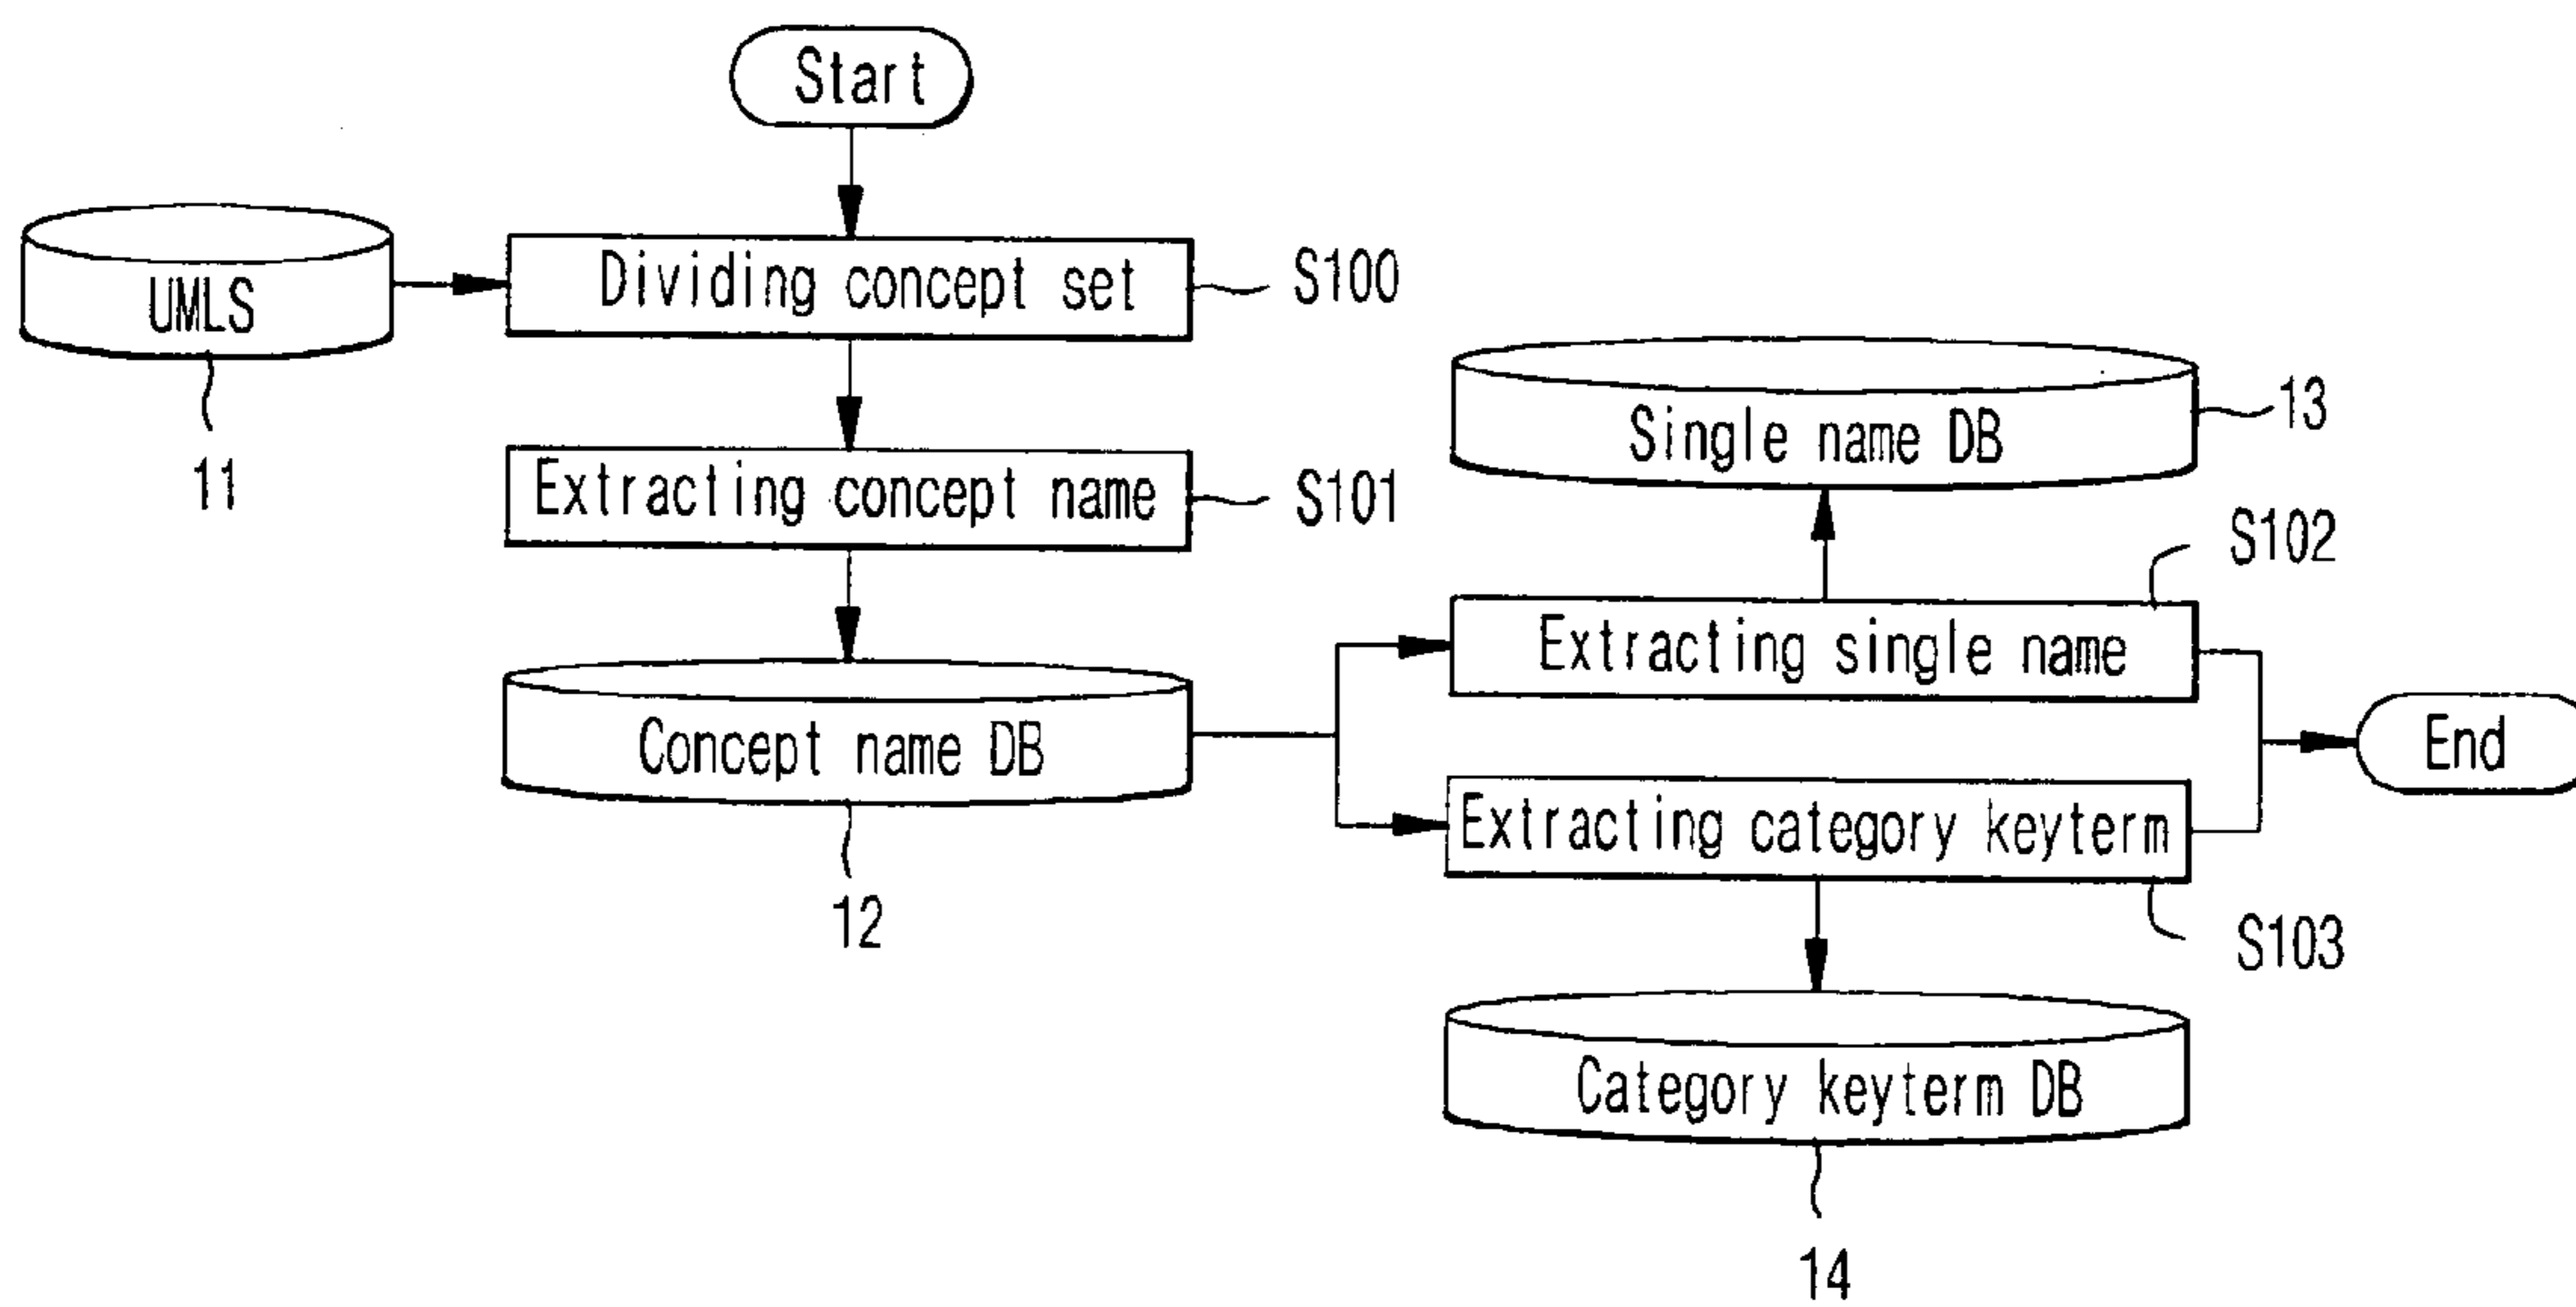 Start
UMLS
11
Dividing concept set
S100
Extracting concept name
S101
Concept name DB
12
Single name DB
13
Extracting single name
S102
Extracting category keyterm
S103
Category keyterm DB
14
End